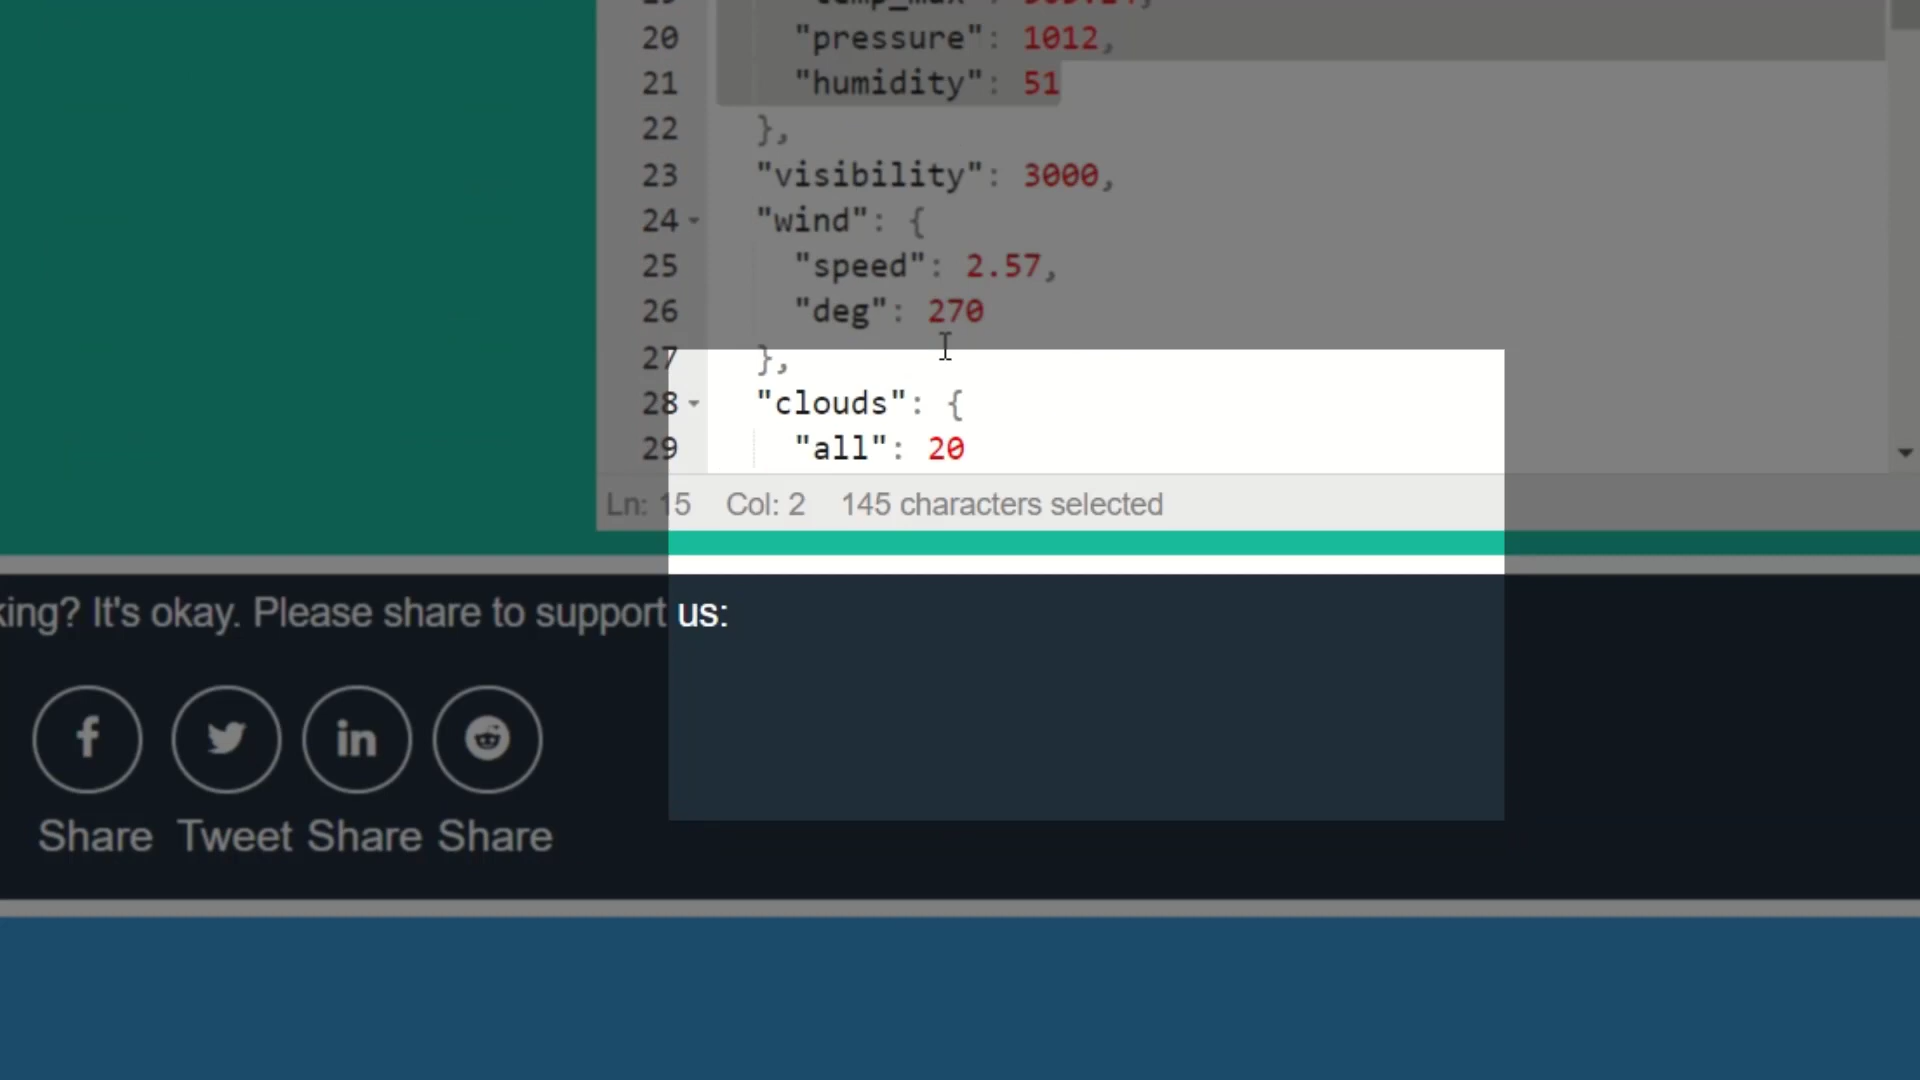 20 "pressure": 1012,
21 "humidity": 51
22 },
23 "visibility": 3000,
24 "wind": {
25 "speed": 2.57,
26 "deg": 270
27 },
28 "clouds": {
29 "all": 20
Ln: 15 Col: 2 145 characters selected
It's okay. Please share to support us:
Share Tweet Share Share